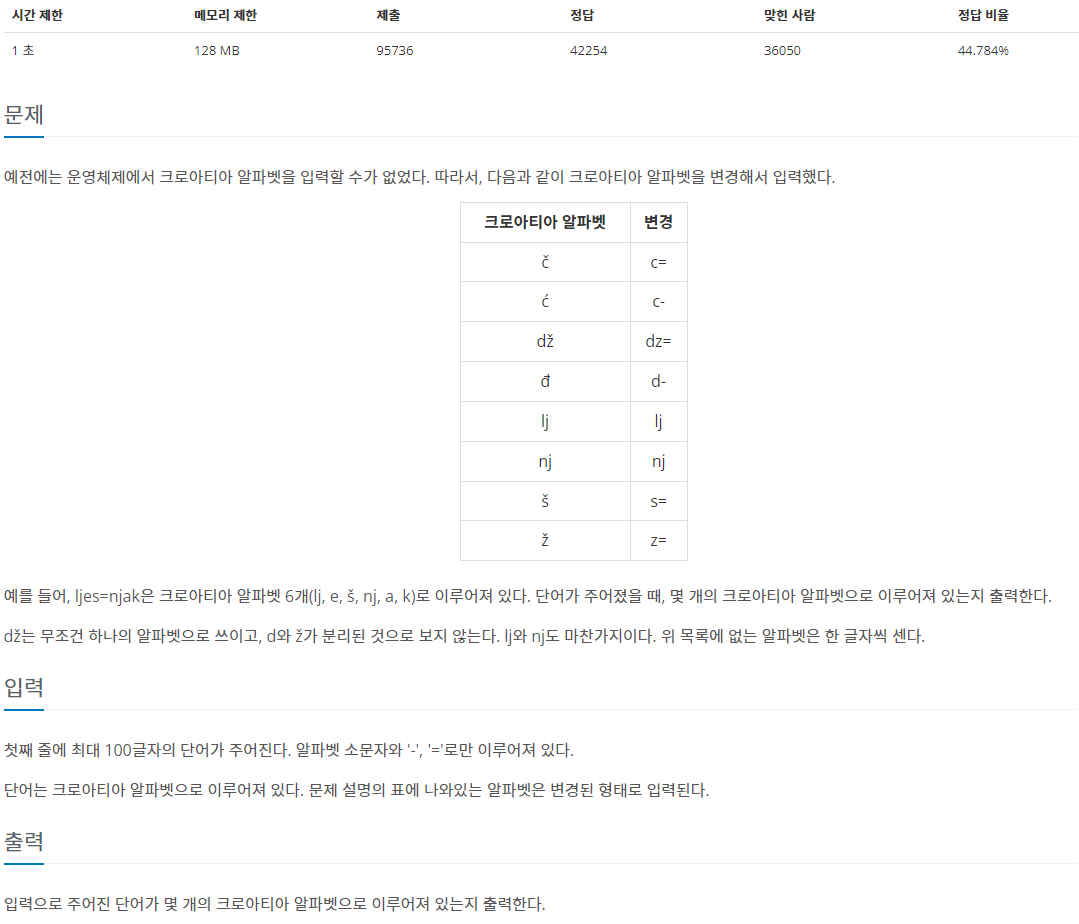 시간 제한 메모리 제한 제출 정답 맞힌 사람 정답 비율
1 초 128 MB 95736 42254 36050 44.784%
문제
예전에는 운영체제에서 크로아티아 알파벳을 입력할 수가 없었다. 따라서, 다음과 같이 크로아티아 알파벳을 변경해서 입력했다.
크로아티아 알파벳 변경
č c=
ć c-
dž dz=
đ d-
lj lj
nj nj
š s=
ž z=
예를 들어, ljes=njak은 크로아티아 알파벳 6개(lj, e, š, nj, a, k)로 이루어져 있다. 단어가 주어졌을 때, 몇 개의 크로아티아 알파벳으로 이루어져 있는지 출력한다.
dž는 무조건 하나의 알파벳으로 쓰이고, d와 ž가 분리된 것으로 보지 않는다. lj와 nj도 마찬가지이다. 위 목록에 없는 알파벳은 한 글자씩 센다.
입력
첫째 줄에 최대 100글자의 단어가 주어진다. 알파벳 소문자와 '-', '='로만 이루어져 있다.
단어는 크로아티아 알파벳으로 이루어져 있다. 문제 설명의 표에 나와있는 알파벳은 변경된 형태로 입력된다.
출력
입력으로 주어진 단어가 몇 개의 크로아티아 알파벳으로 이루어져 있는지 출력한다.